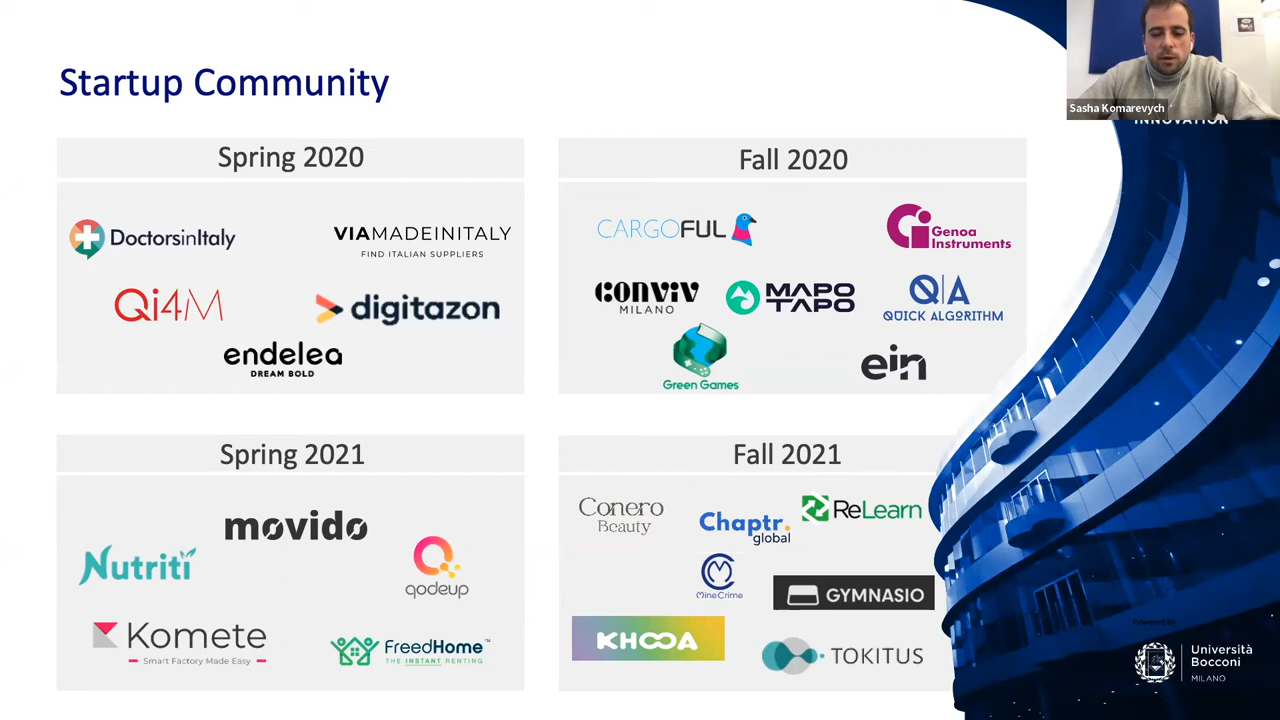 Startup Community
Sasha Komarevych
INNOVATION
Spring 2020
DoctorsinItaly
VIAMADEINITALY
FIND ITALIAN SUPPLIERS
Qi4M
digitazon
endelea
DREAM BOLD
Fall 2020
CARGOFUL
Genoa
Instruments
CONVIV
MILANO
MAPO
TAPO
Q|A
QUICK ALGORITHM
Green Games
ein
Spring 2021
movido
Nutriti
qodeup
Komete
Smart Factory Made Easy
FreedHome™
THE INSTANT RENTING
Fall 2021
Conero
Beauty
Chaptr.
global
ReLearn
MineCrime
GYMNASIO
KHOOA
TOKITUS
Powered by
Università
Bocconi
MILANO